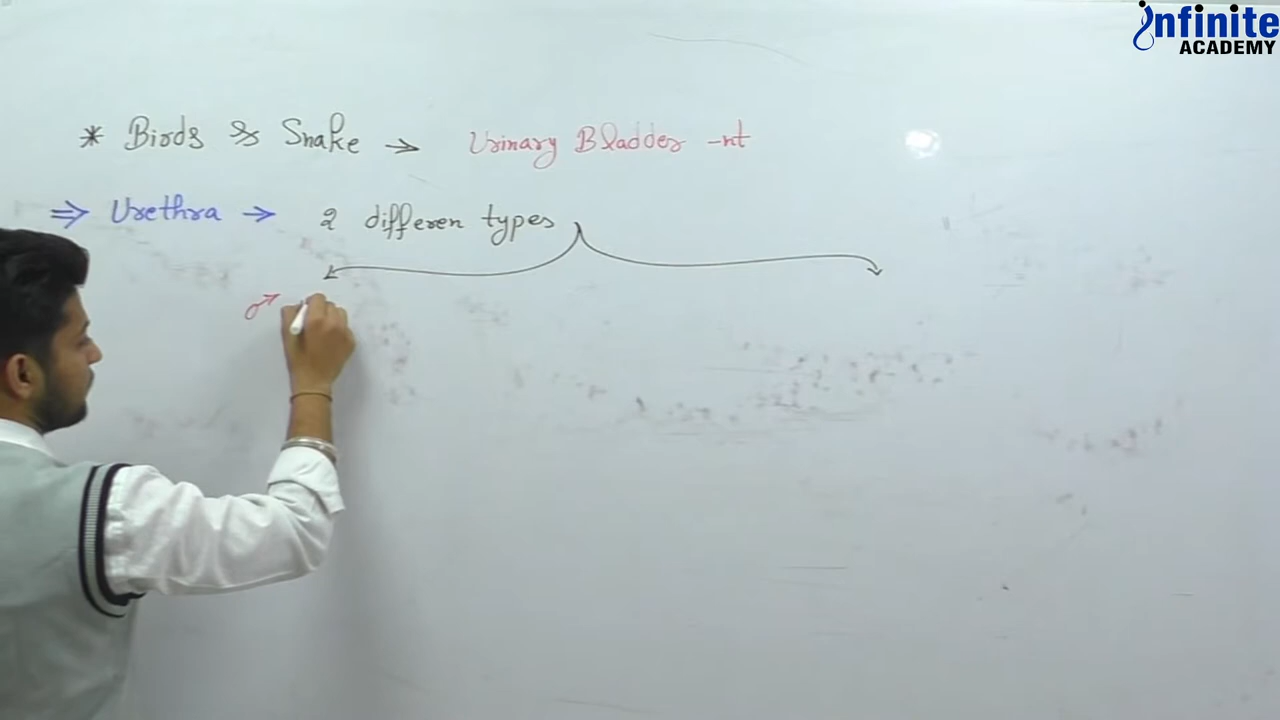 infinite
ACADEMY
* Birds & Snake → Urinary Bladder -nt
⇒ Urethra → 2 differen types
♂